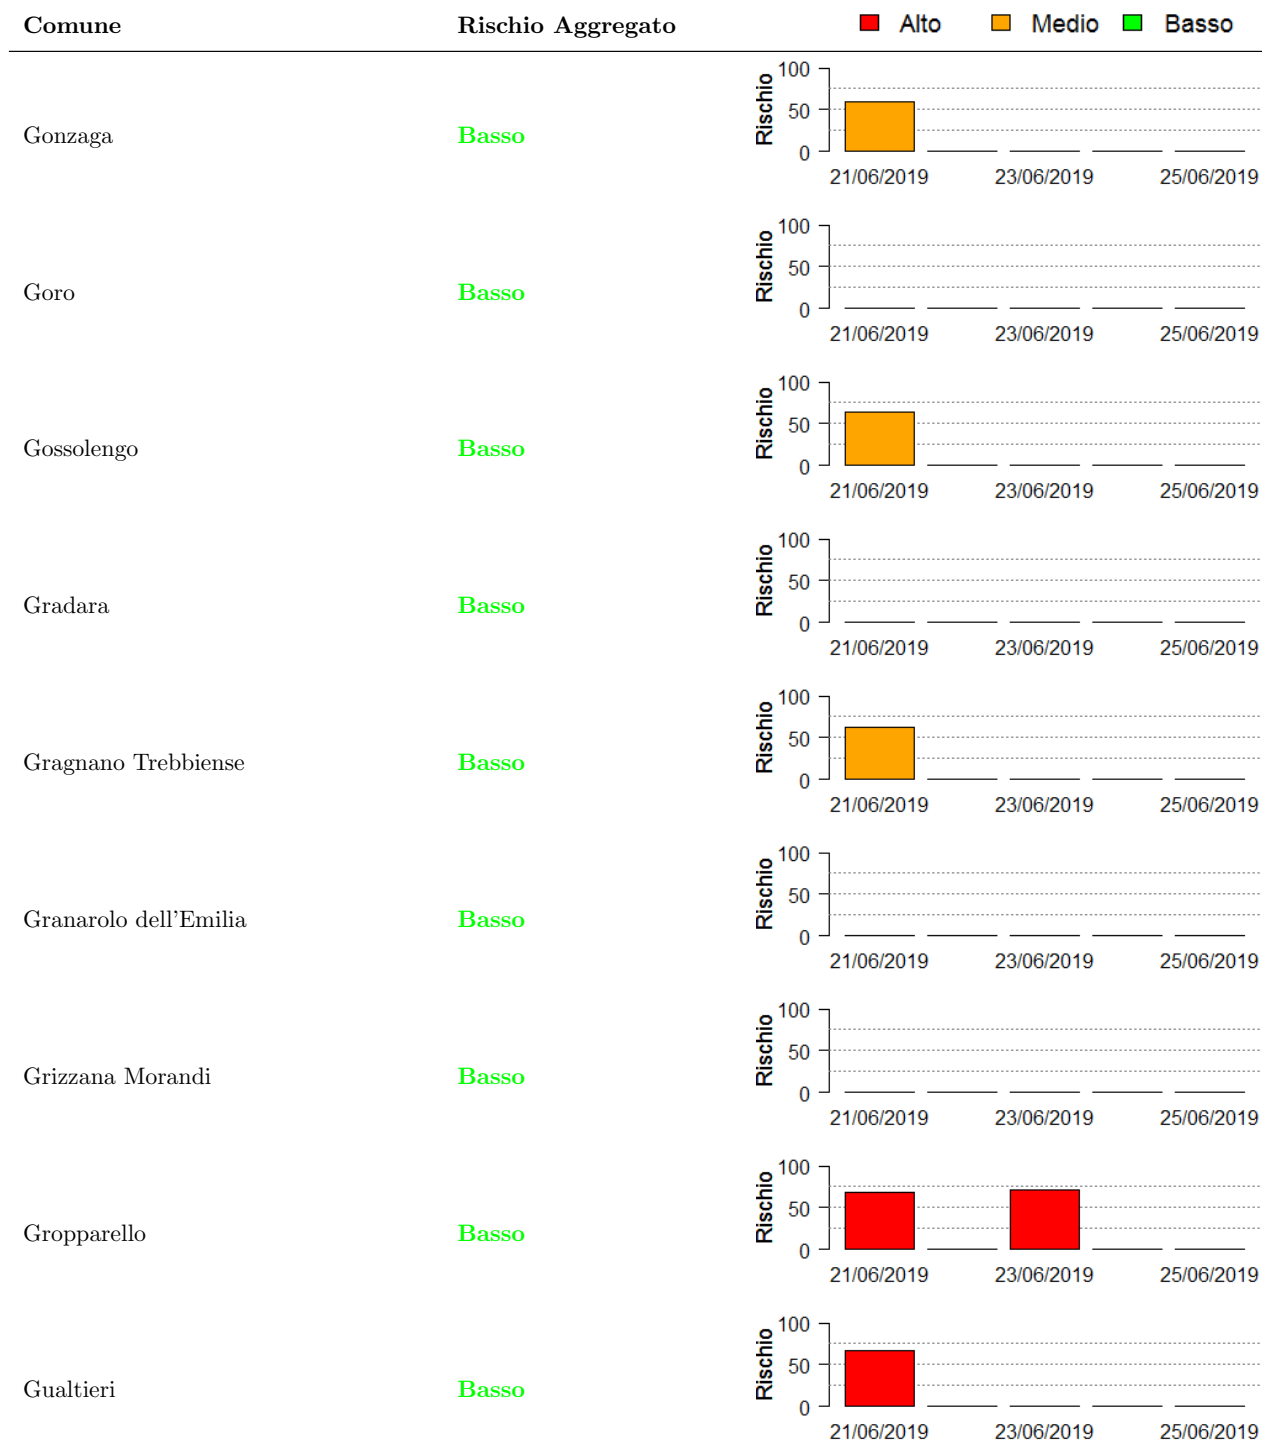 Comune Rischio Aggregato Alto Medio Basso
100
50
0
Rischio
Gonzaga Basso
21/06/2019 23/06/2019 25/06/2019
100
50
0
Rischio
Goro Basso
21/06/2019 23/06/2019 25/06/2019
100
50
0
Rischio
Gossolengo Basso
21/06/2019 23/06/2019 25/06/2019
100
50
0
Rischio
Gradara Basso
21/06/2019 23/06/2019 25/06/2019
100
50
0
Rischio
Gragnano Trebbiense Basso
21/06/2019 23/06/2019 25/06/2019
100
50
0
Rischio
Granarolo dell'Emilia Basso
21/06/2019 23/06/2019 25/06/2019
100
50
0
Rischio
Grizzana Morandi Basso
21/06/2019 23/06/2019 25/06/2019
100
50
0
Rischio
Gropparello Basso
21/06/2019 23/06/2019 25/06/2019
100
50
0
Rischio
Gualtieri Basso
21/06/2019 23/06/2019 25/06/2019